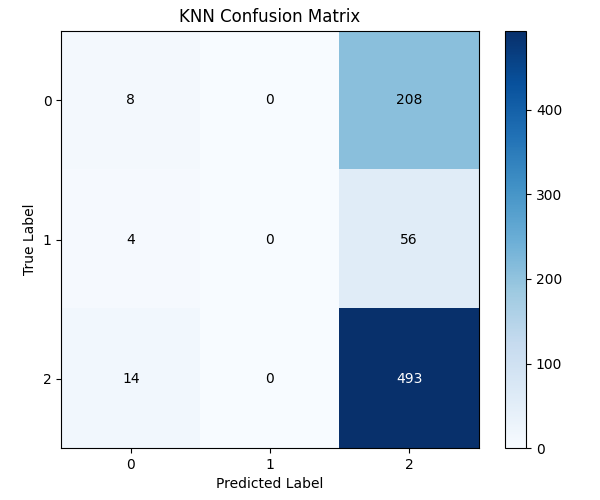 KNN Confusion Matrix
0 8 0 208
1 4 0 56
2 14 0 493
0 1 2
Predicted Label
True Label
400
300
200
100
0